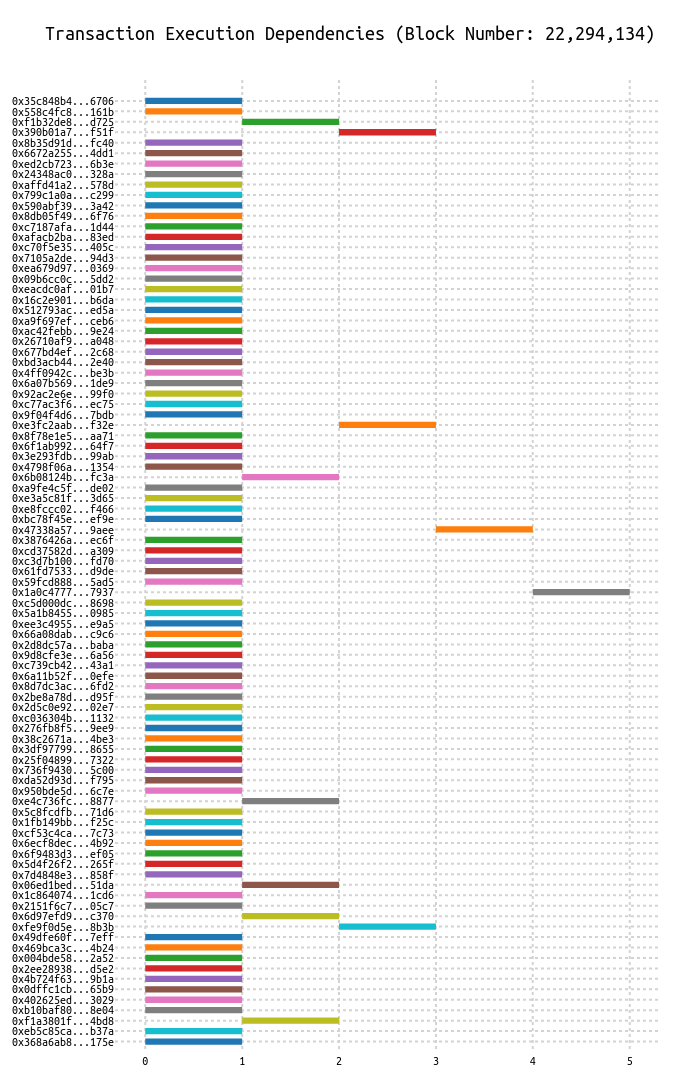 Transaction Execution Dependencies (Block Number: 22,294,134)
0x35c848b4...6706
0x558c4fc8...161b
0xf1b32de8...d725
0x390b01a7...f51f
0x8b35d91d...fc40
0x6672a255...4dd1
0xed2cb723...6b3e
0x24348ac0...328a
0xaffd41a2...578d
0x799c1a0a...c299
0x590abf39...3a42
0x8db05f49...6f76
0xc7187afa...1d44
0xafacb2ba...83ed
0xc70f5e35...405c
0x7105a2de...94d3
0xea679d97...0369
0x09b6cc0c...5dd2
0xeacdc0af...01b7
0x16c2e901...b6da
0x512793ac...ed5a
0xa9f697ef...ceb6
0xac42febb...9e24
0x26710af9...a048
0x677bd4ef...2c68
0xbd3acb44...2e40
0x4ff0942c...be3b
0x6a07b569...1de9
0x92ac2e6e...99f0
0xc77ac3f6...ec75
0x9f04f4d6...7bdb
0xe3fc2aab...f32e
0x8f78e1e5...aa71
0x6f1ab992...64f7
0x3e293fdb...99ab
0x4798f06a...1354
0x6b08124b...fc3a
0xa9fe4c5f...de02
0xe3a5c81f...3d65
0xe8fccc02...f466
0xbc78f45e...ef9e
0x47338a57...9aee
0x3876426a...ec6f
0xcd37582d...a309
0xc3d7b100...fd70
0x61fd7533...d9de
0x59fcd888...5ad5
0x1a0c4777...7937
0xc5d000dc...8698
0x5a1b8455...0985
0xee3c4955...e9a5
0x66a08dab...c9c6
0x2d8dc57a...baba
0x9d8cfe3e...6a56
0xc739cb42...43a1
0x6a11b52f...0efe
0x8d7dc3ac...6fd2
0x2be8a78d...d95f
0x2d5c0e92...02e7
0xc036304b...1132
0x276fb8f5...9ee9
0x38c2671a...4be3
0x3df97799...8655
0x25f04899...7322
0x736f9430...5c00
0xda52d93d...f795
0x950bde5d...6c7e
0xe4c736fc...8877
0x5c8fcdfb...71d6
0x1fb149bb...f25c
0xcf53c4ca...7c73
0x6ecf8dec...4b92
0x6f9483d3...ef05
0x5d4f26f2...265f
0x7d4848e3...858f
0x06ed1bed...51da
0x1c864074...1cd6
0x2151f6c7...05c7
0x6d97efd9...c370
0xfe9f0d5e...8b3b
0x49dfe60f...7eff
0x469bca3c...4b24
0x004bde58...2a52
0x2ee28938...d5e2
0x4b724f63...9b1a
0x0dffc1cb...65b9
0x402625ed...3029
0xb10baf80...8e04
0xf1a3801f...4bd8
0xeb5c85ca...b37a
0x368a6ab8...175e
0 1 2 3 4 5